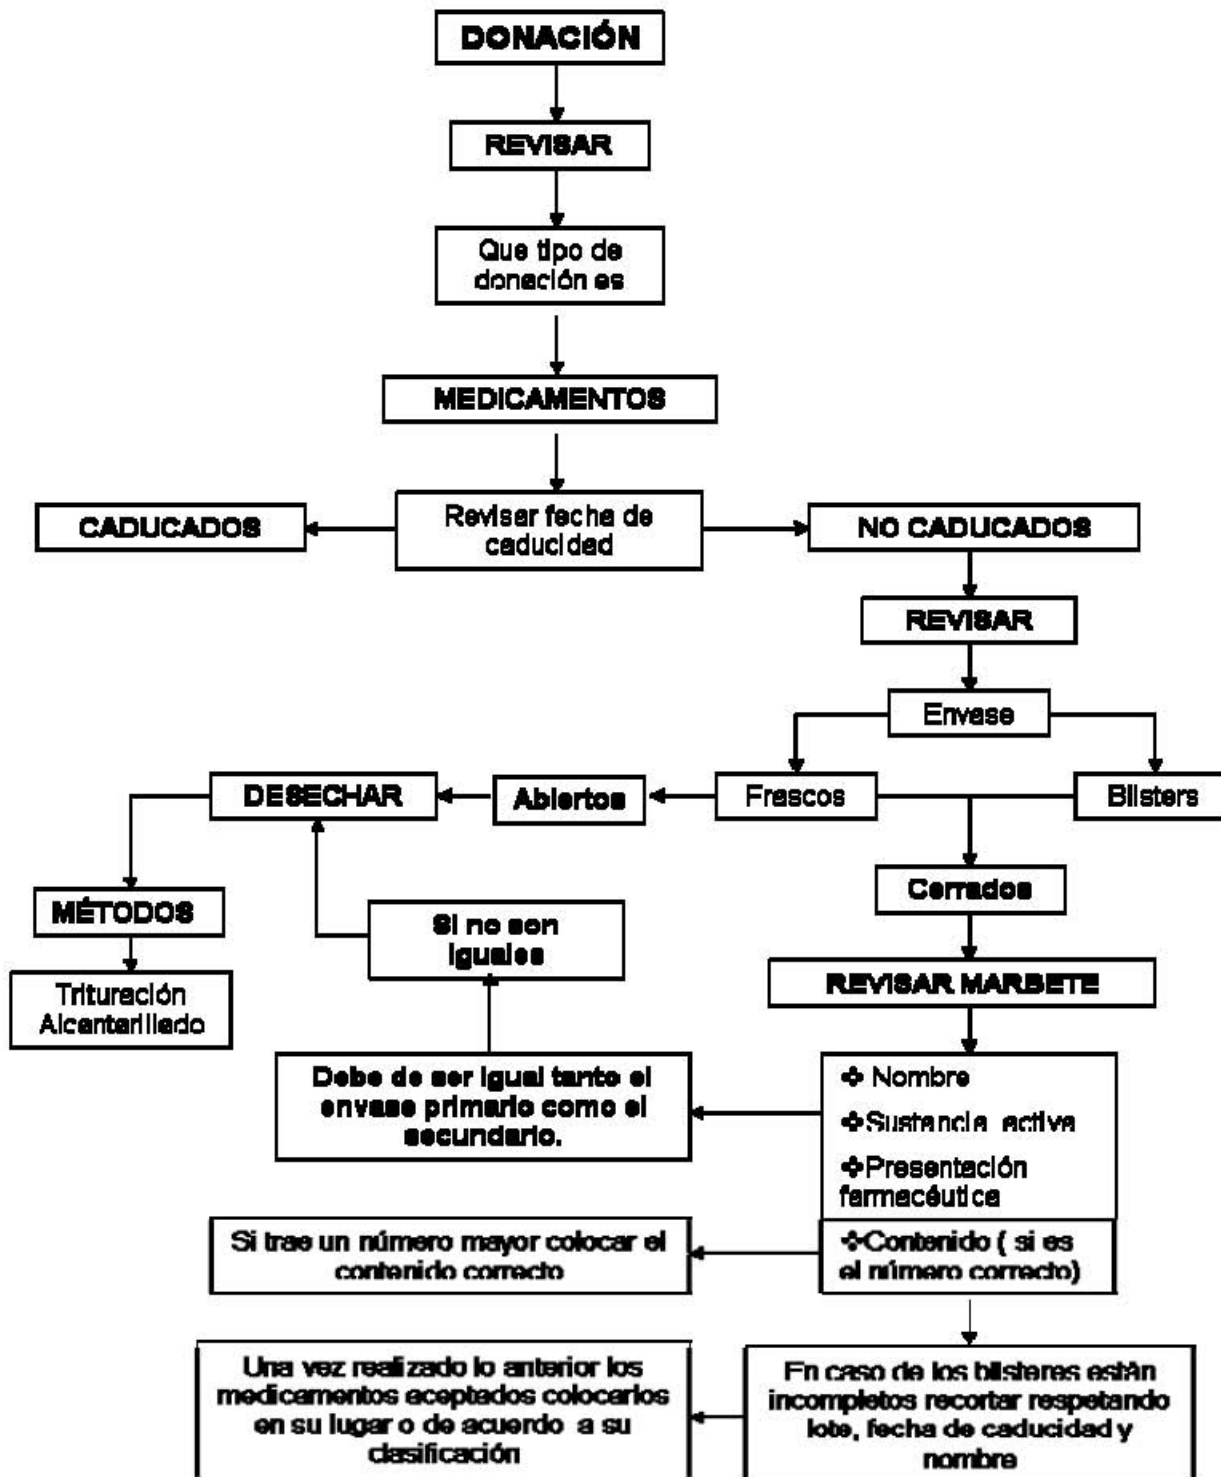 DONACIÓN
REVISAR
Que tipo de
donación es
MEDICAMENTOS
Revisar fecha de
caducidad
CADUCADOS
NO CADUCADOS
REVISAR
Envase
DESECHAR
Abiertos
Frascos
Blisters
Cerrados
MÉTODOS
Si no son
iguales
REVISAR MARBETE
Trituración
Alcantarillado
Debe de ser igual tanto el
envase primario como el
secundario.
❖ Nombre
❖Sustancia activa
❖Presentación
farmacéutica
Si trae un número mayor colocar el
contenido correcto
❖Contenido ( si es
el número correcto)
Una vez realizado lo anterior los
medicamentos aceptados colocarlos
en su lugar o de acuerdo a su
clasificación
En caso de los blisteres están
incompletos recortar respetando
lote, fecha de caducidad y
nombre